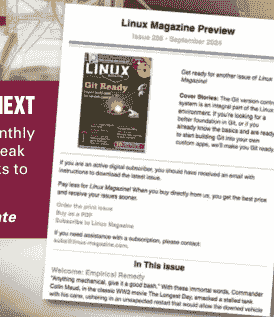 NEXT
nthly
eak
ks to
te
Linux Magazine Preview
Issue 286 - September 2024
LINUX
Git Ready
Get ready for another issue of Linux
Magazine!
Cover Stories: The Git version contro
system is an integral part of the Linux
environment. If you're looking for a
better foundation in Git, or if you
already know the basics and are ready
to start building Git into your own
custom apps, we'll make you Git ready.
If you are an active digital subscriber, you should have received an email with
instructions to download the latest issue.
Pay less for Linux Magazine! When you buy directly from us, you get the best price
and receive your issues sooner.
Order the print issue
Buy as a PDF
Subscribe to Linux Magazine
If you need assistance with a subscription, please contact:
subs@linux-magazine.com.
In This Issue
Welcome: Empirical Remedy
"Anything mechanical, give it a good bash." With these immortal words, Commander
Colin Maud, in the classic WW2 movie The Longest Day, smacked a stalled tank
with his cane, ushering in an unexpected restart that would allow the downed vehicle